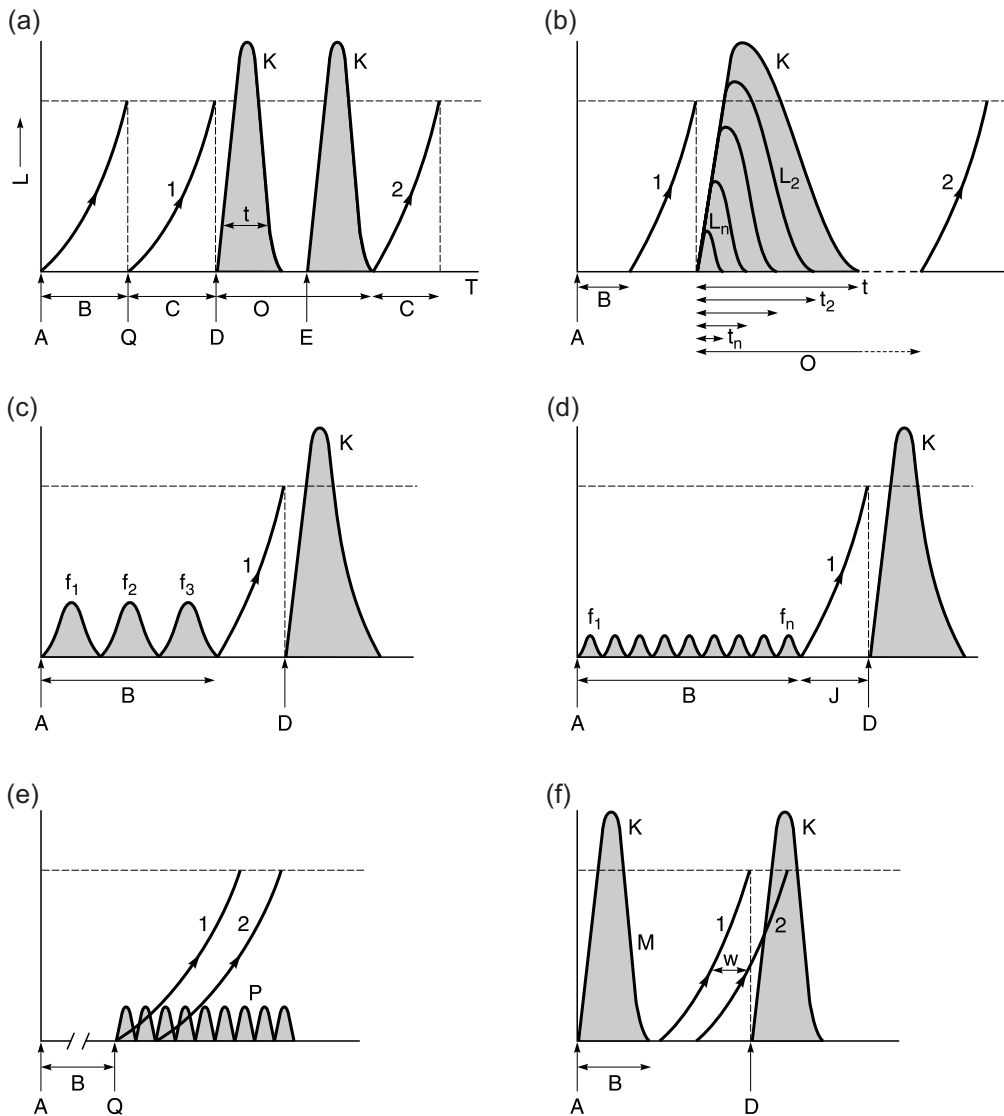 (a)
K K
L
1 2
t
T
B C O C
A Q D E
(b)
K
1 L₂ 2
Lₙ
B t
t₂
tₙ
O
A
(c)
K
1
f₁ f₂ f₃
B
A D
(d)
K
1
f₁ fₙ
B J
A D
(e)
1 2
P
B
A Q
(f)
K K
1 2
M w
B
A D